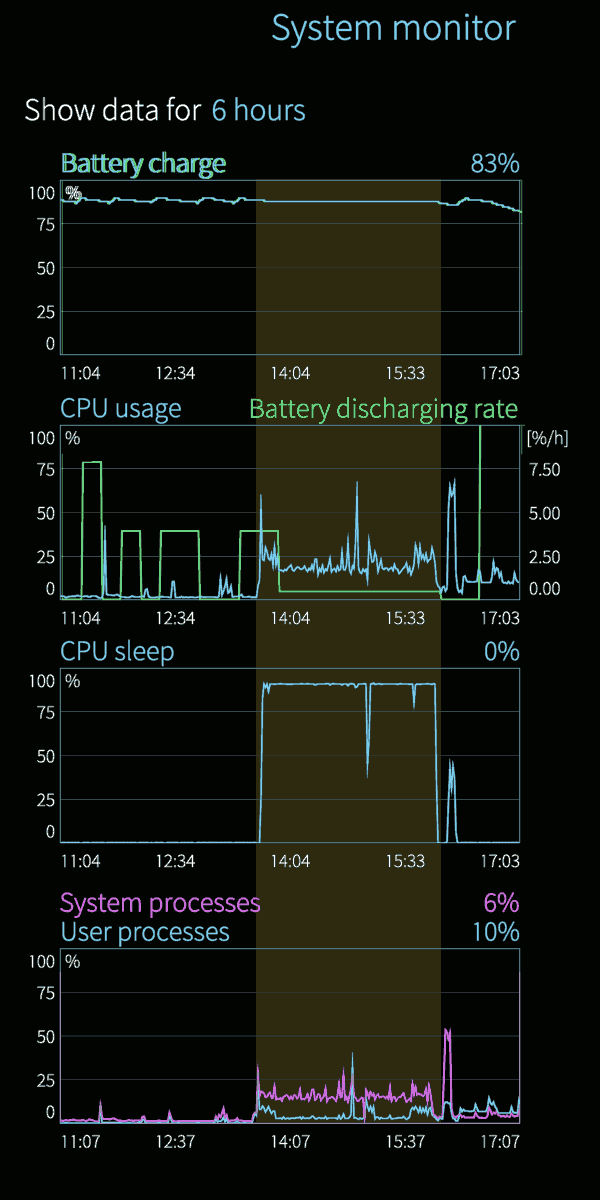 System monitor
Show data for 6 hours
Battery charge 83%
100 %
75
50
25
0
11:04 12:34 14:04 15:33 17:03
CPU usage Battery discharging rate
100 % [%/h]
75 7.50
50 5.00
25 2.50
0 0.00
11:04 12:34 14:04 15:33 17:03
CPU sleep 0%
100 %
75
50
25
0
11:04 12:34 14:04 15:33 17:03
System processes 6%
User processes 10%
100 %
75
50
25
0
11:07 12:37 14:07 15:37 17:07